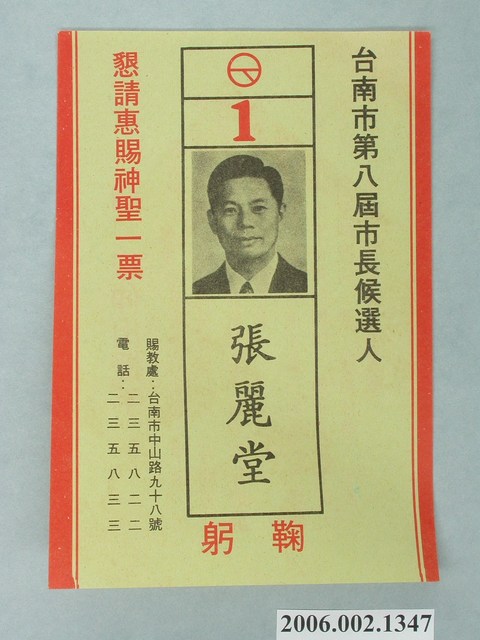 台南市第八屆市長候選人
1
張麗堂
鞠躬
懇請惠賜神聖一票
賜教處：台南市中山路九十八號
電話：二三五八二二
二三五八三三
2006.002.1347